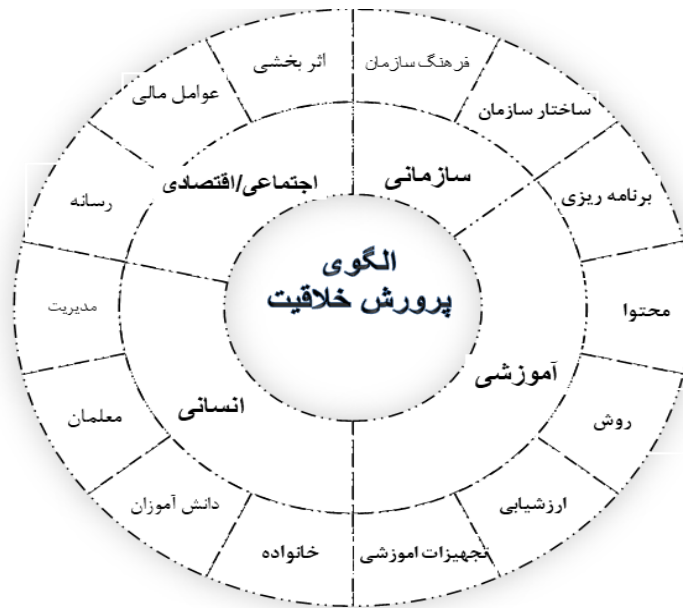 الگوی
پرورش خلاقیت
سازمانی
آموزشی
انسانی
اجتماعی/اقتصادی
فرهنگ سازمان
ساختار سازمان
برنامه ریزی
محتوا
روش
ارزشیابی
تجهیزات اموزشی
خانواده
دانش آموزان
معلمان
مدیریت
رسانه
عوامل مالی
اثر بخشی